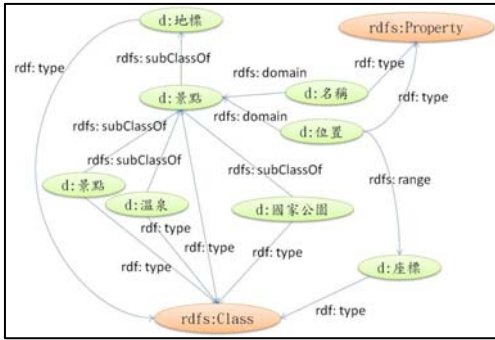 d:地標
rdfs:Property
rdf: type
rdfs: subClassOf
rdfs: domain
d:名稱
rdf: type
d:景點
rdfs: domain
rdf: type
rdfs: subClassOf
d:位置
rdfs: subClassOf
rdfs: subClassOf
rdfs: range
d:景點
d:溫泉
d:國家公園
rdf: type
rdf: type
rdf: type
rdf: type
d:座標
rdfs:Class
rdf: type